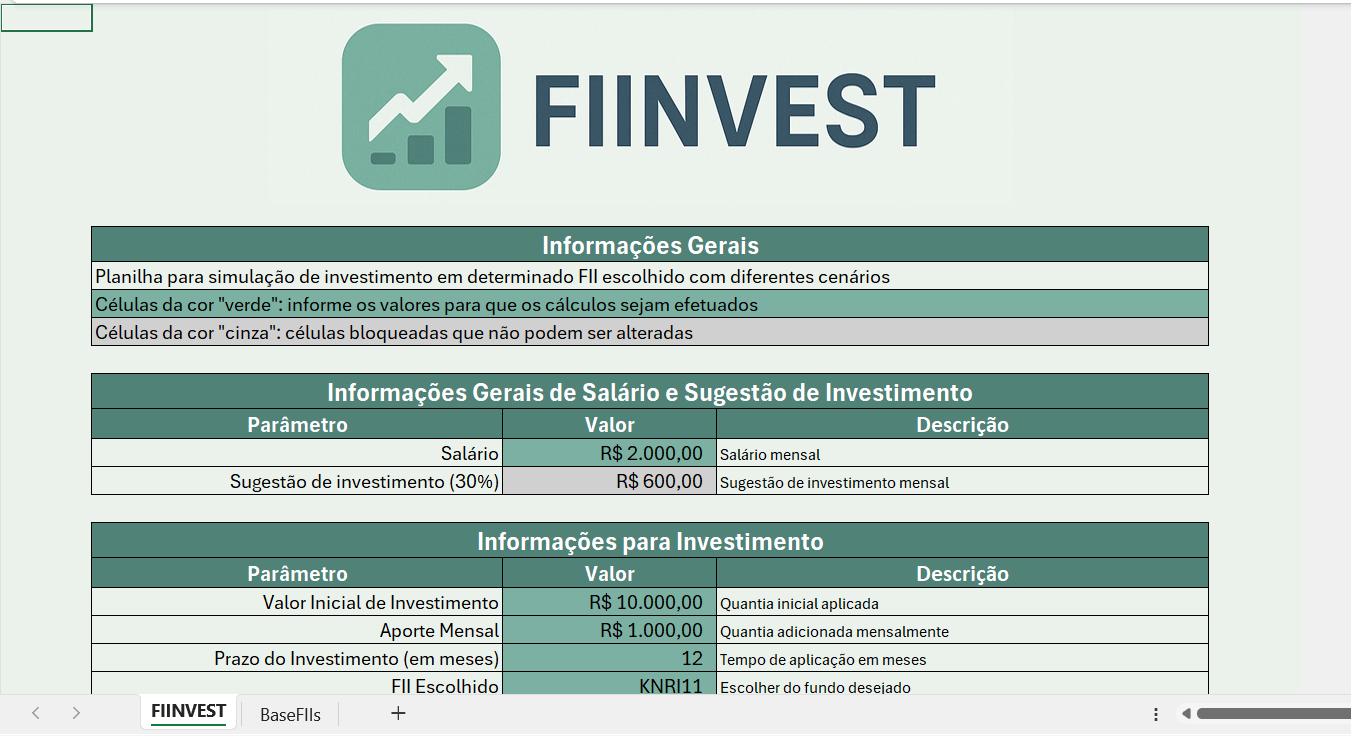 FIINVEST
Informações Gerais
Planilha para simulação de investimento em determinado FII escolhido com diferentes cenários
Células da cor "verde": informe os valores para que os cálculos sejam efetuados
Células da cor "cinza": células bloqueadas que não podem ser alteradas
Informações Gerais de Salário e Sugestão de Investimento
Parâmetro Valor Descrição
Salário R$ 2.000,00 Salário mensal
Sugestão de investimento (30%) R$ 600,00 Sugestão de investimento mensal
Informações para Investimento
Parâmetro Valor Descrição
Valor Inicial de Investimento R$ 10.000,00 Quantia inicial aplicada
Aporte Mensal R$ 1.000,00 Quantia adicionada mensalmente
Prazo do Investimento (em meses) 12 Tempo de aplicação em meses
FII Escolhido KNRI11 Escolher do fundo desejado
FIINVEST BaseFIIs